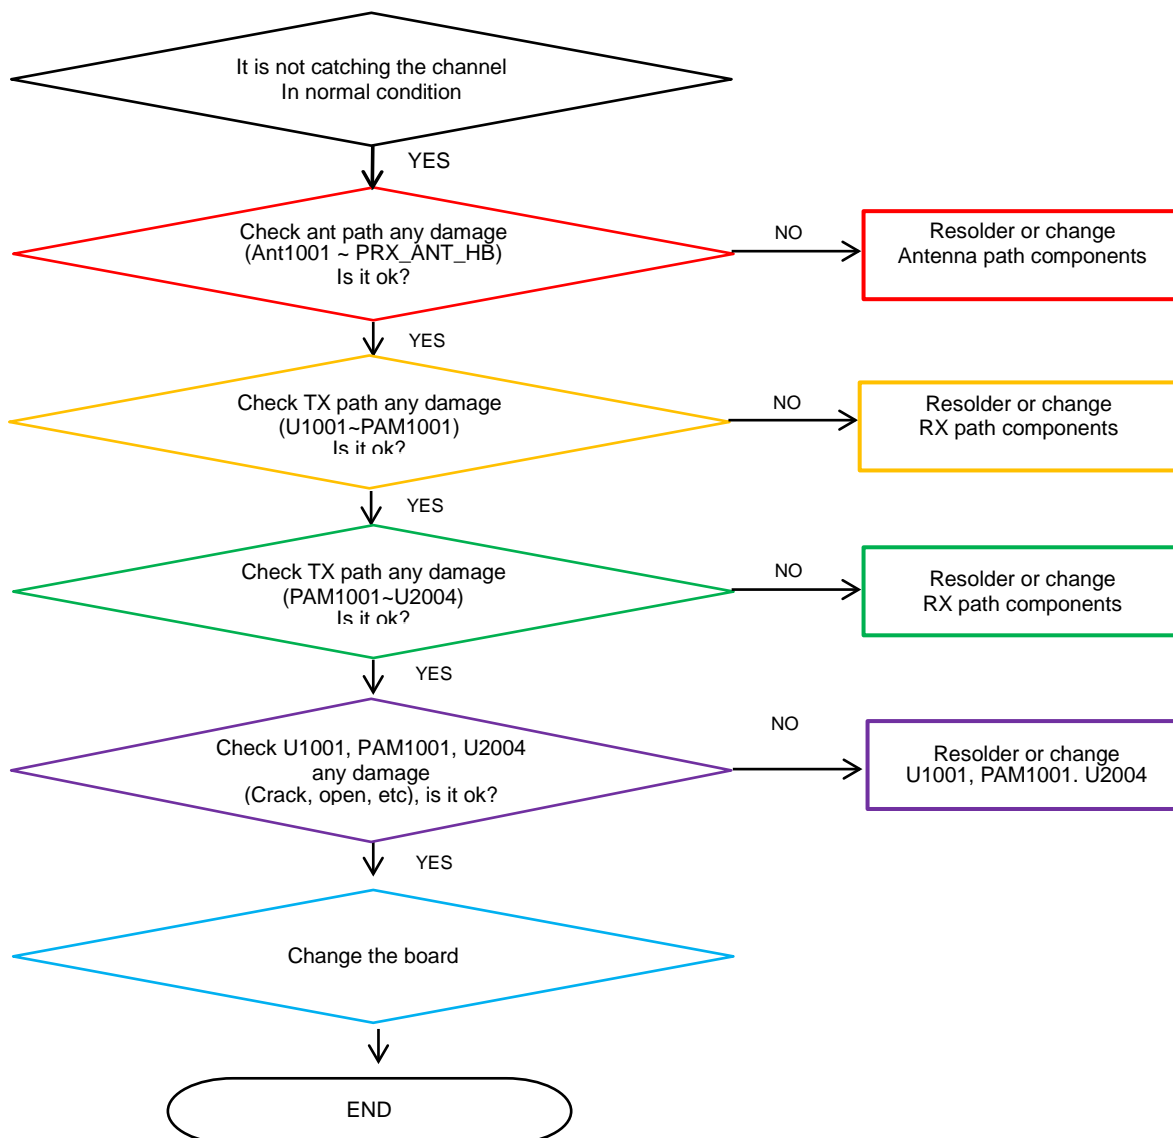 It is not catching the channel
In normal condition
YES
Check ant path any damage
(Ant1001 ~ PRX_ANT_HB)
Is it ok?
NO
Resolder or change
Antenna path components
YES
Check TX path any damage
(U1001~PAM1001)
Is it ok?
NO
Resolder or change
RX path components
YES
Check TX path any damage
(PAM1001~U2004)
Is it ok?
NO
Resolder or change
RX path components
YES
Check U1001, PAM1001, U2004
any damage
(Crack, open, etc), is it ok?
NO
Resolder or change
U1001, PAM1001. U2004
YES
Change the board
END